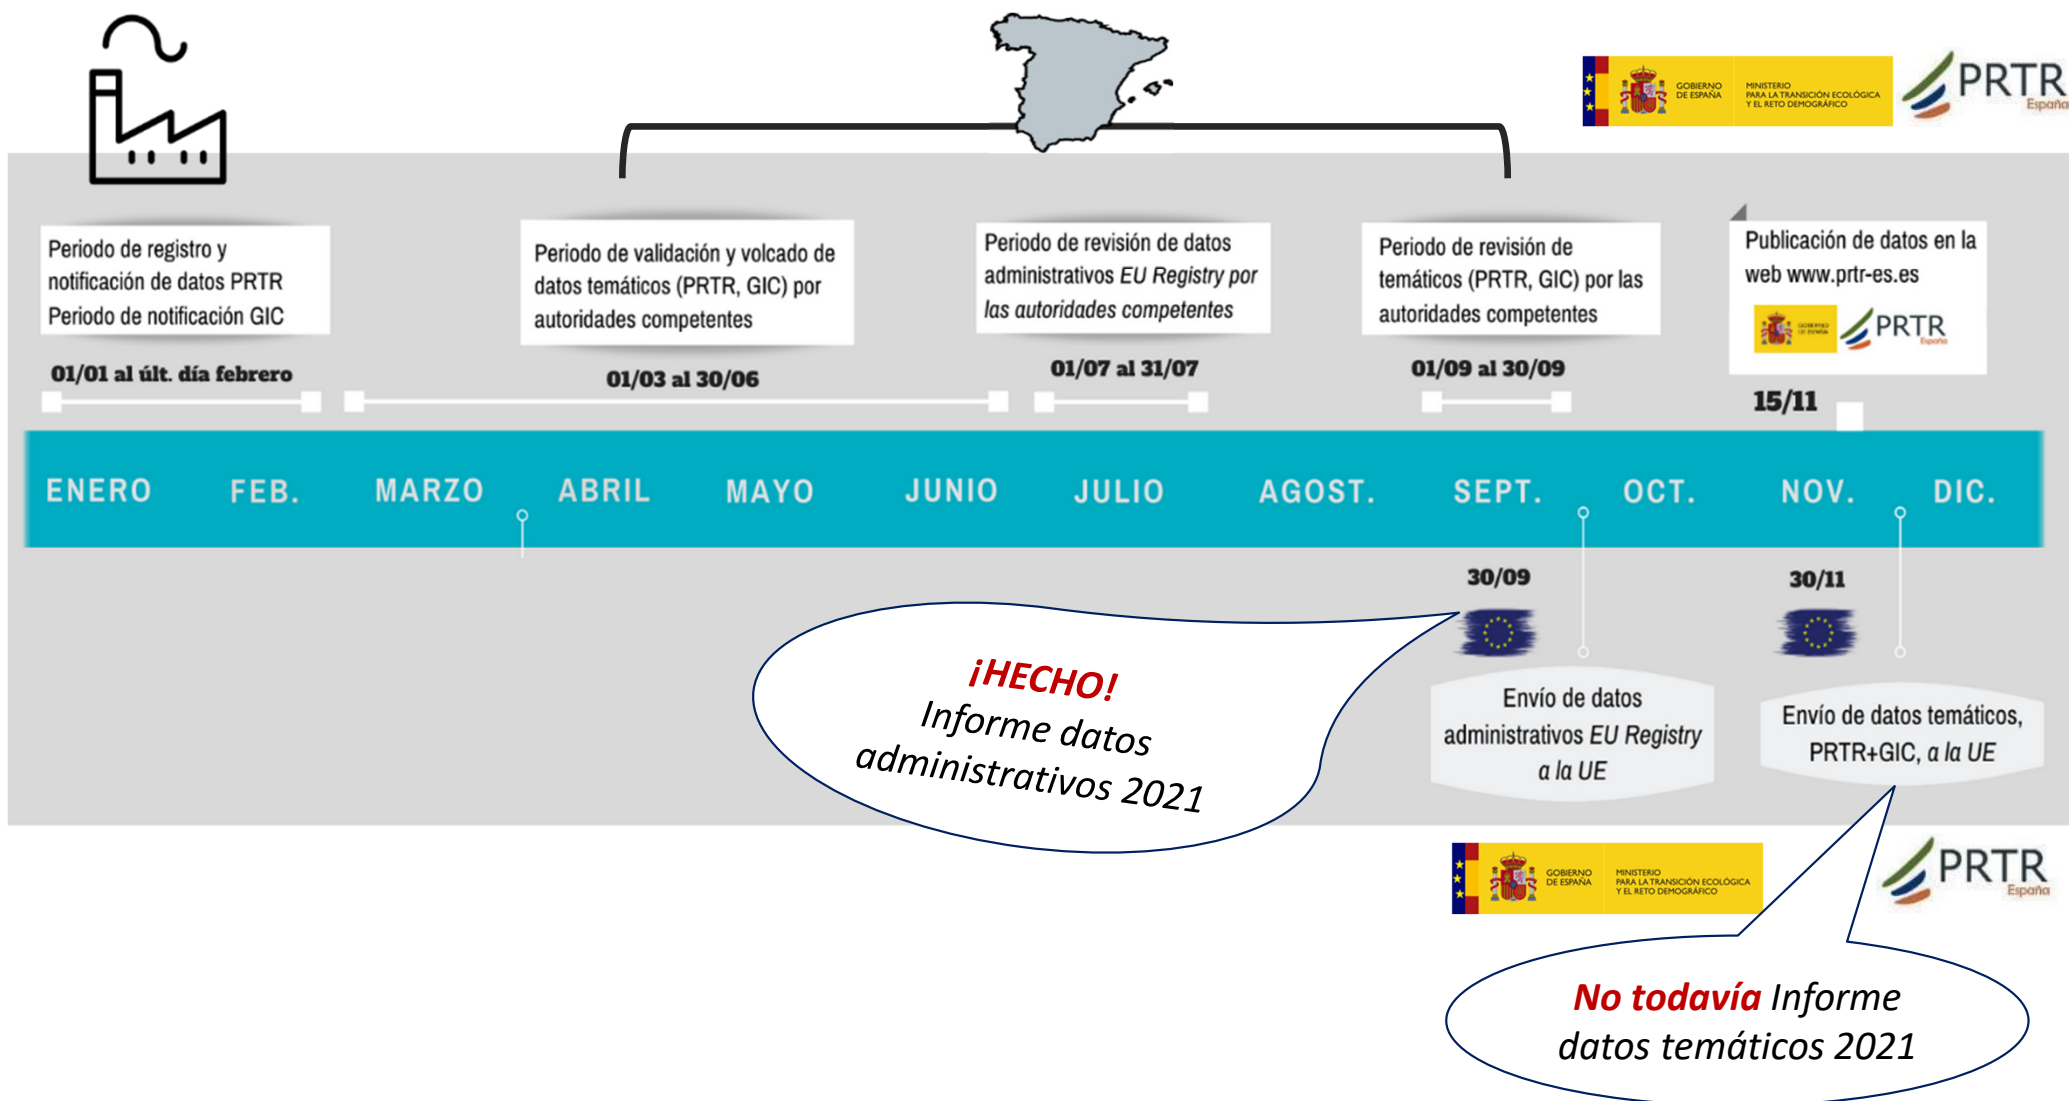 GOBIERNO
DE ESPAÑA
MINISTERIO
PARA LA TRANSICIÓN ECOLÓGICA
Y EL RETO DEMOGRÁFICO
PRTR
España
Periodo de registro y
notificación de datos PRTR
Periodo de notificación GIC
01/01 al últ. día febrero
Periodo de validación y volcado de
datos temáticos (PRTR, GIC) por
autoridades competentes
01/03 al 30/06
Periodo de revisión de datos
administrativos EU Registry por
las autoridades competentes
01/07 al 31/07
Periodo de revisión de
temáticos (PRTR, GIC) por las
autoridades competentes
01/09 al 30/09
Publicación de datos en la
web www.prtr-es.es
GOBIERNO
DE ESPAÑA
PRTR
España
15/11
ENERO
FEB.
MARZO
ABRIL
MAYO
JUNIO
JULIO
AGOST.
SEPT.
OCT.
NOV.
DIC.
30/09
30/11
¡HECHO!
Informe datos
administrativos 2021
Envío de datos
administrativos EU Registry
a la UE
Envío de datos temáticos,
PRTR+GIC, a la UE
GOBIERNO
DE ESPAÑA
MINISTERIO
PARA LA TRANSICIÓN ECOLÓGICA
Y EL RETO DEMOGRÁFICO
PRTR
España
No todavía Informe
datos temáticos 2021